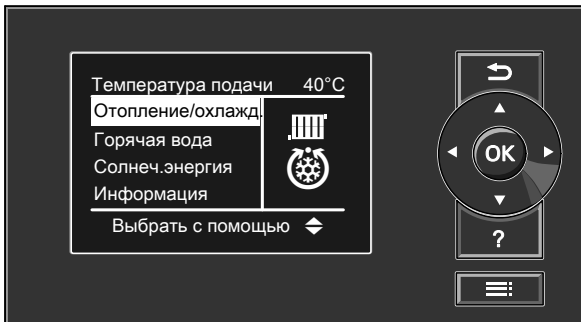 Температура подачи 40°C
Отопление/охлажд.
Горячая вода
Солнеч.энергия
Информация
Выбрать с помощью
OK
?